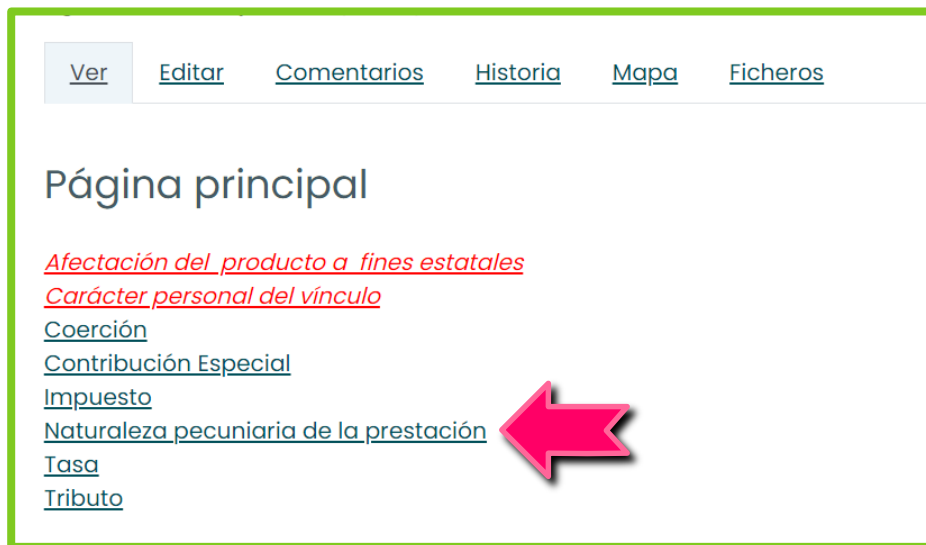 Ver Editar Comentarios Historia Mapa Ficheros
Página principal
Afectación del producto a fines estatales
Carácter personal del vínculo
Coerción
Contribución Especial
Impuesto
Naturaleza pecuniaria de la prestación
Tasa
Tributo